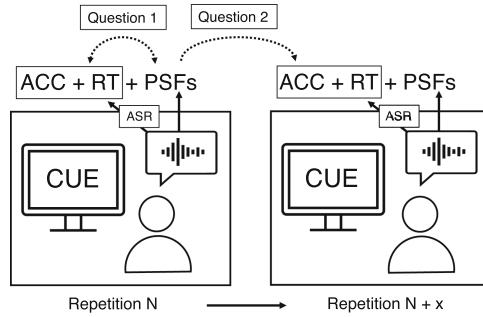 Question 1
Question 2
ACC + RT + PSFs
ACC + RT + PSFs
ASR
ASR
CUE
CUE
Repetition N
Repetition N + x